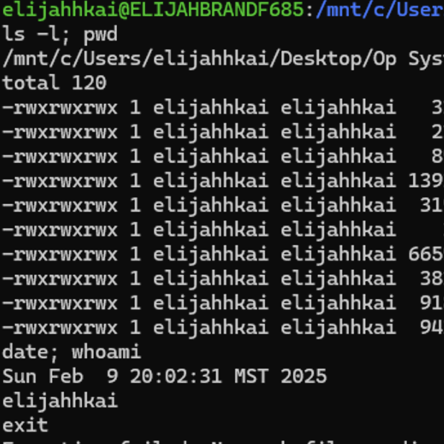 elijahhkai@ELIJAHBRANDF685:/mnt/c/User
ls -l; pwd
/mnt/c/Users/elijahhkai/Desktop/Op Sys
total 120
-rwxrwxrwx 1 elijahhkai elijahhkai   3
-rwxrwxrwx 1 elijahhkai elijahhkai   2
-rwxrwxrwx 1 elijahhkai elijahhkai   8
-rwxrwxrwx 1 elijahhkai elijahhkai 139
-rwxrwxrwx 1 elijahhkai elijahhkai  31
-rwxrwxrwx 1 elijahhkai elijahhkai
-rwxrwxrwx 1 elijahhkai elijahhkai 665
-rwxrwxrwx 1 elijahhkai elijahhkai  38
-rwxrwxrwx 1 elijahhkai elijahhkai  91
-rwxrwxrwx 1 elijahhkai elijahhkai  94
date; whoami
Sun Feb  9 20:02:31 MST 2025
elijahhkai
exit